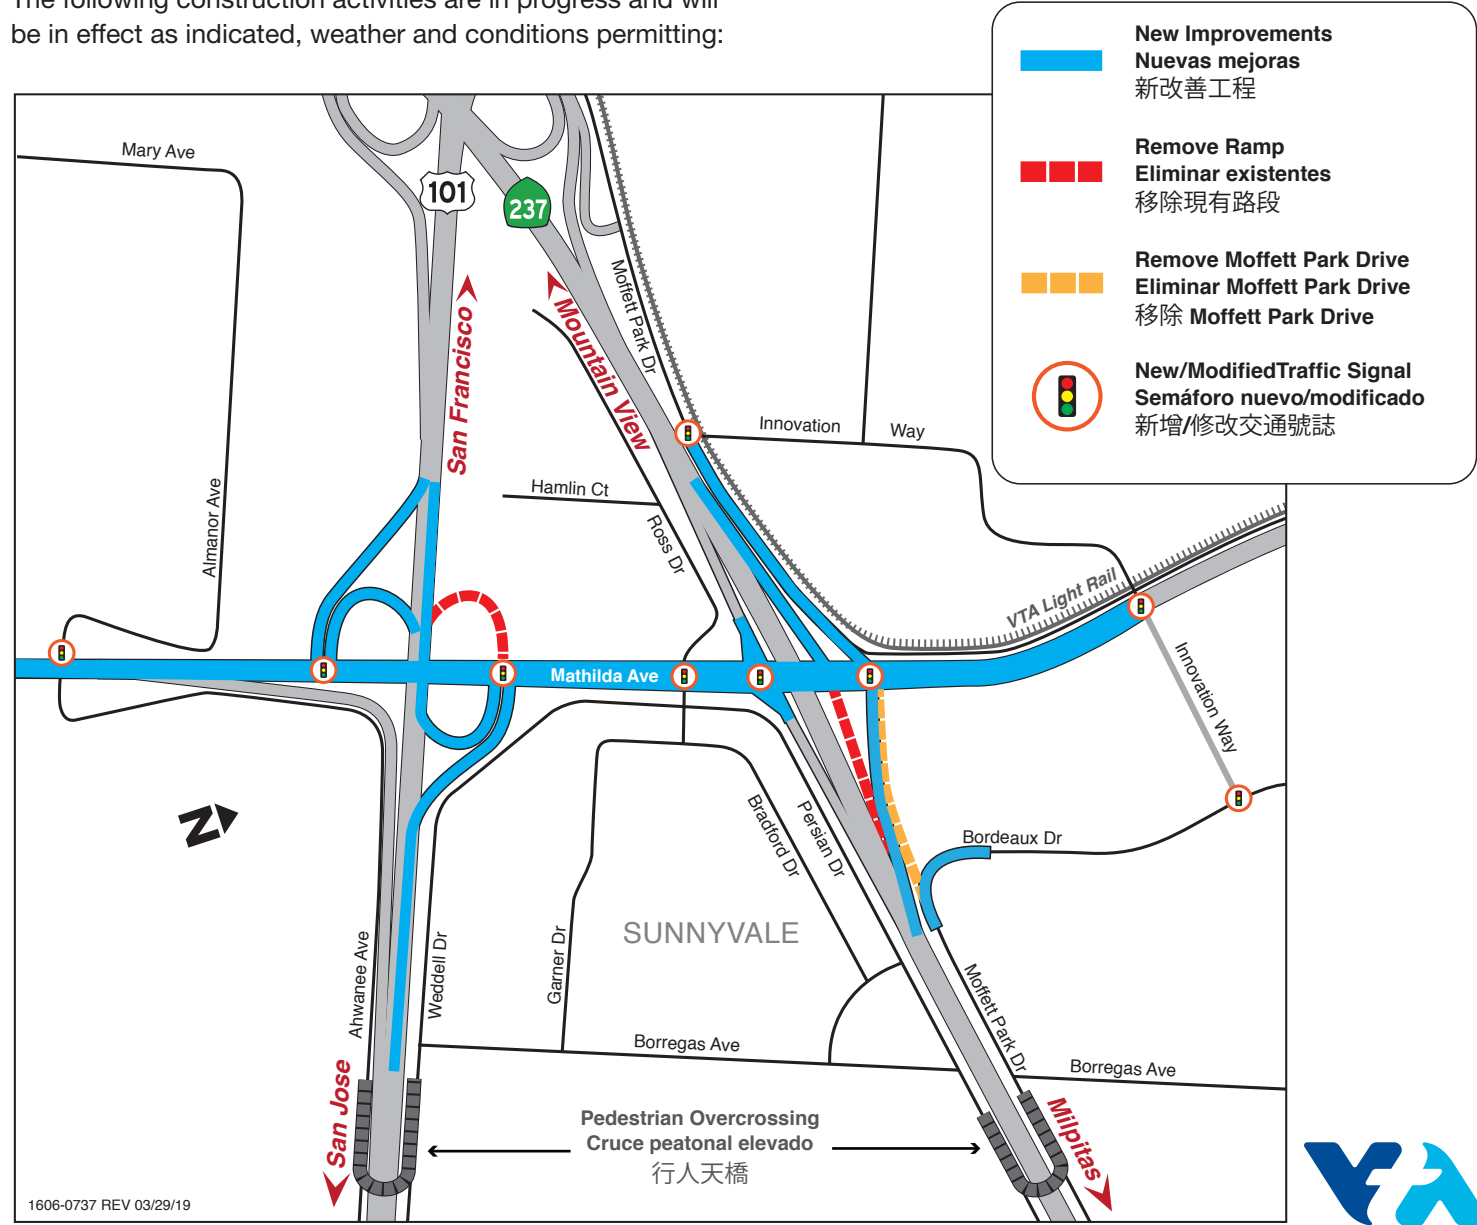 The following construction activities are in progress and will
be in effect as indicated, weather and conditions permitting:
New Improvements
Nuevas mejoras
新改善工程
Remove Ramp
Eliminar existentes
移除現有路段
Remove Moffett Park Drive
Eliminar Moffett Park Drive
移除 Moffett Park Drive
New/ModifiedTraffic Signal
Semáforo nuevo/modificado
新增/修改交通號誌
Mary Ave
101
237
San Francisco
Mountain View
Moffett Park Dr
Innovation Way
Hamlin Ct
Ross Dr
Almanor Ave
VTA Light Rail
Mathilda Ave
Innovation Way
N
Bradford Dr
Persian Dr
Bordeaux Dr
SUNNYVALE
Ahwanee Ave
Weddell Dr
Garner Dr
Moffett Park Dr
Borregas Ave
Borregas Ave
San Jose
Milpitas
Pedestrian Overcrossing
Cruce peatonal elevado
行人天橋
1606-0737 REV 03/29/19
VTA